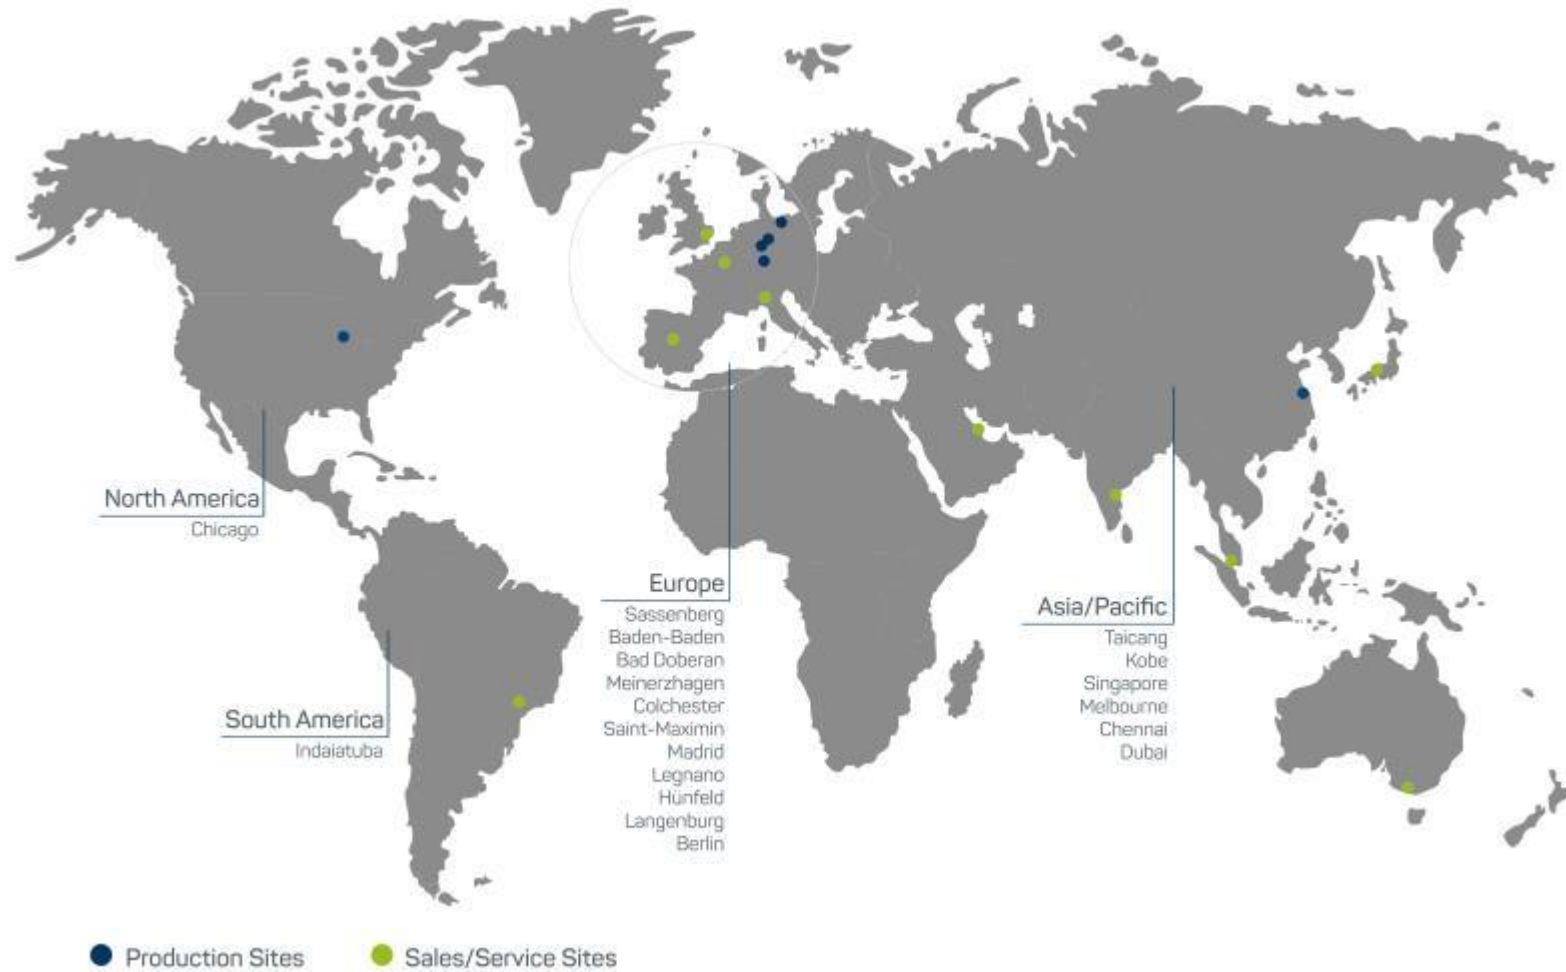 North America
Chicago
South America
Indaiatuba
Europe
Sassenberg
Baden-Baden
Bad Doberan
Meinerzhagen
Colchester
Saint-Maximin
Madrid
Legnano
Hünfeld
Langenburg
Berlin
Asia/Pacific
Taicang
Kobe
Singapore
Melbourne
Chennai
Dubai
Production Sites
Sales/Service Sites